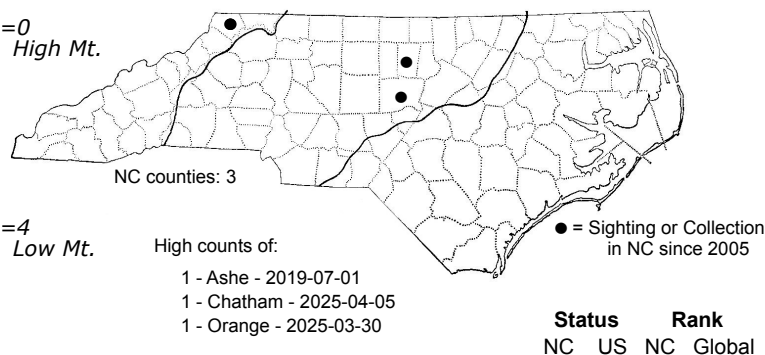 =0
High Mt.
NC counties: 3
=4
Low Mt.
High counts of:
1 - Ashe - 2019-07-01
1 - Chatham - 2025-04-05
1 - Orange - 2025-03-30
● = Sighting or Collection
in NC since 2005
Status Rank
NC US NC Global